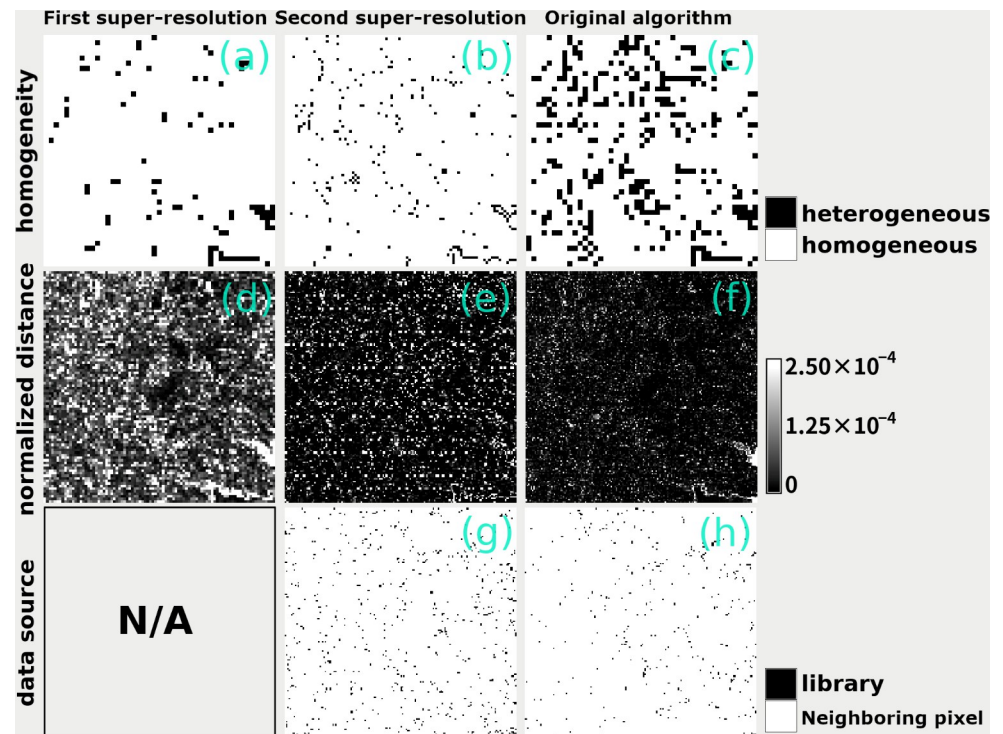 First super-resolution Second super-resolution Original algorithm
homogeneity
(a)
(b)
(c)
heterogeneous
homogeneous
normalized distance
(d)
(e)
(f)
2.50×10⁻⁴
1.25×10⁻⁴
0
data source
N/A
(g)
(h)
library
Neighboring pixel